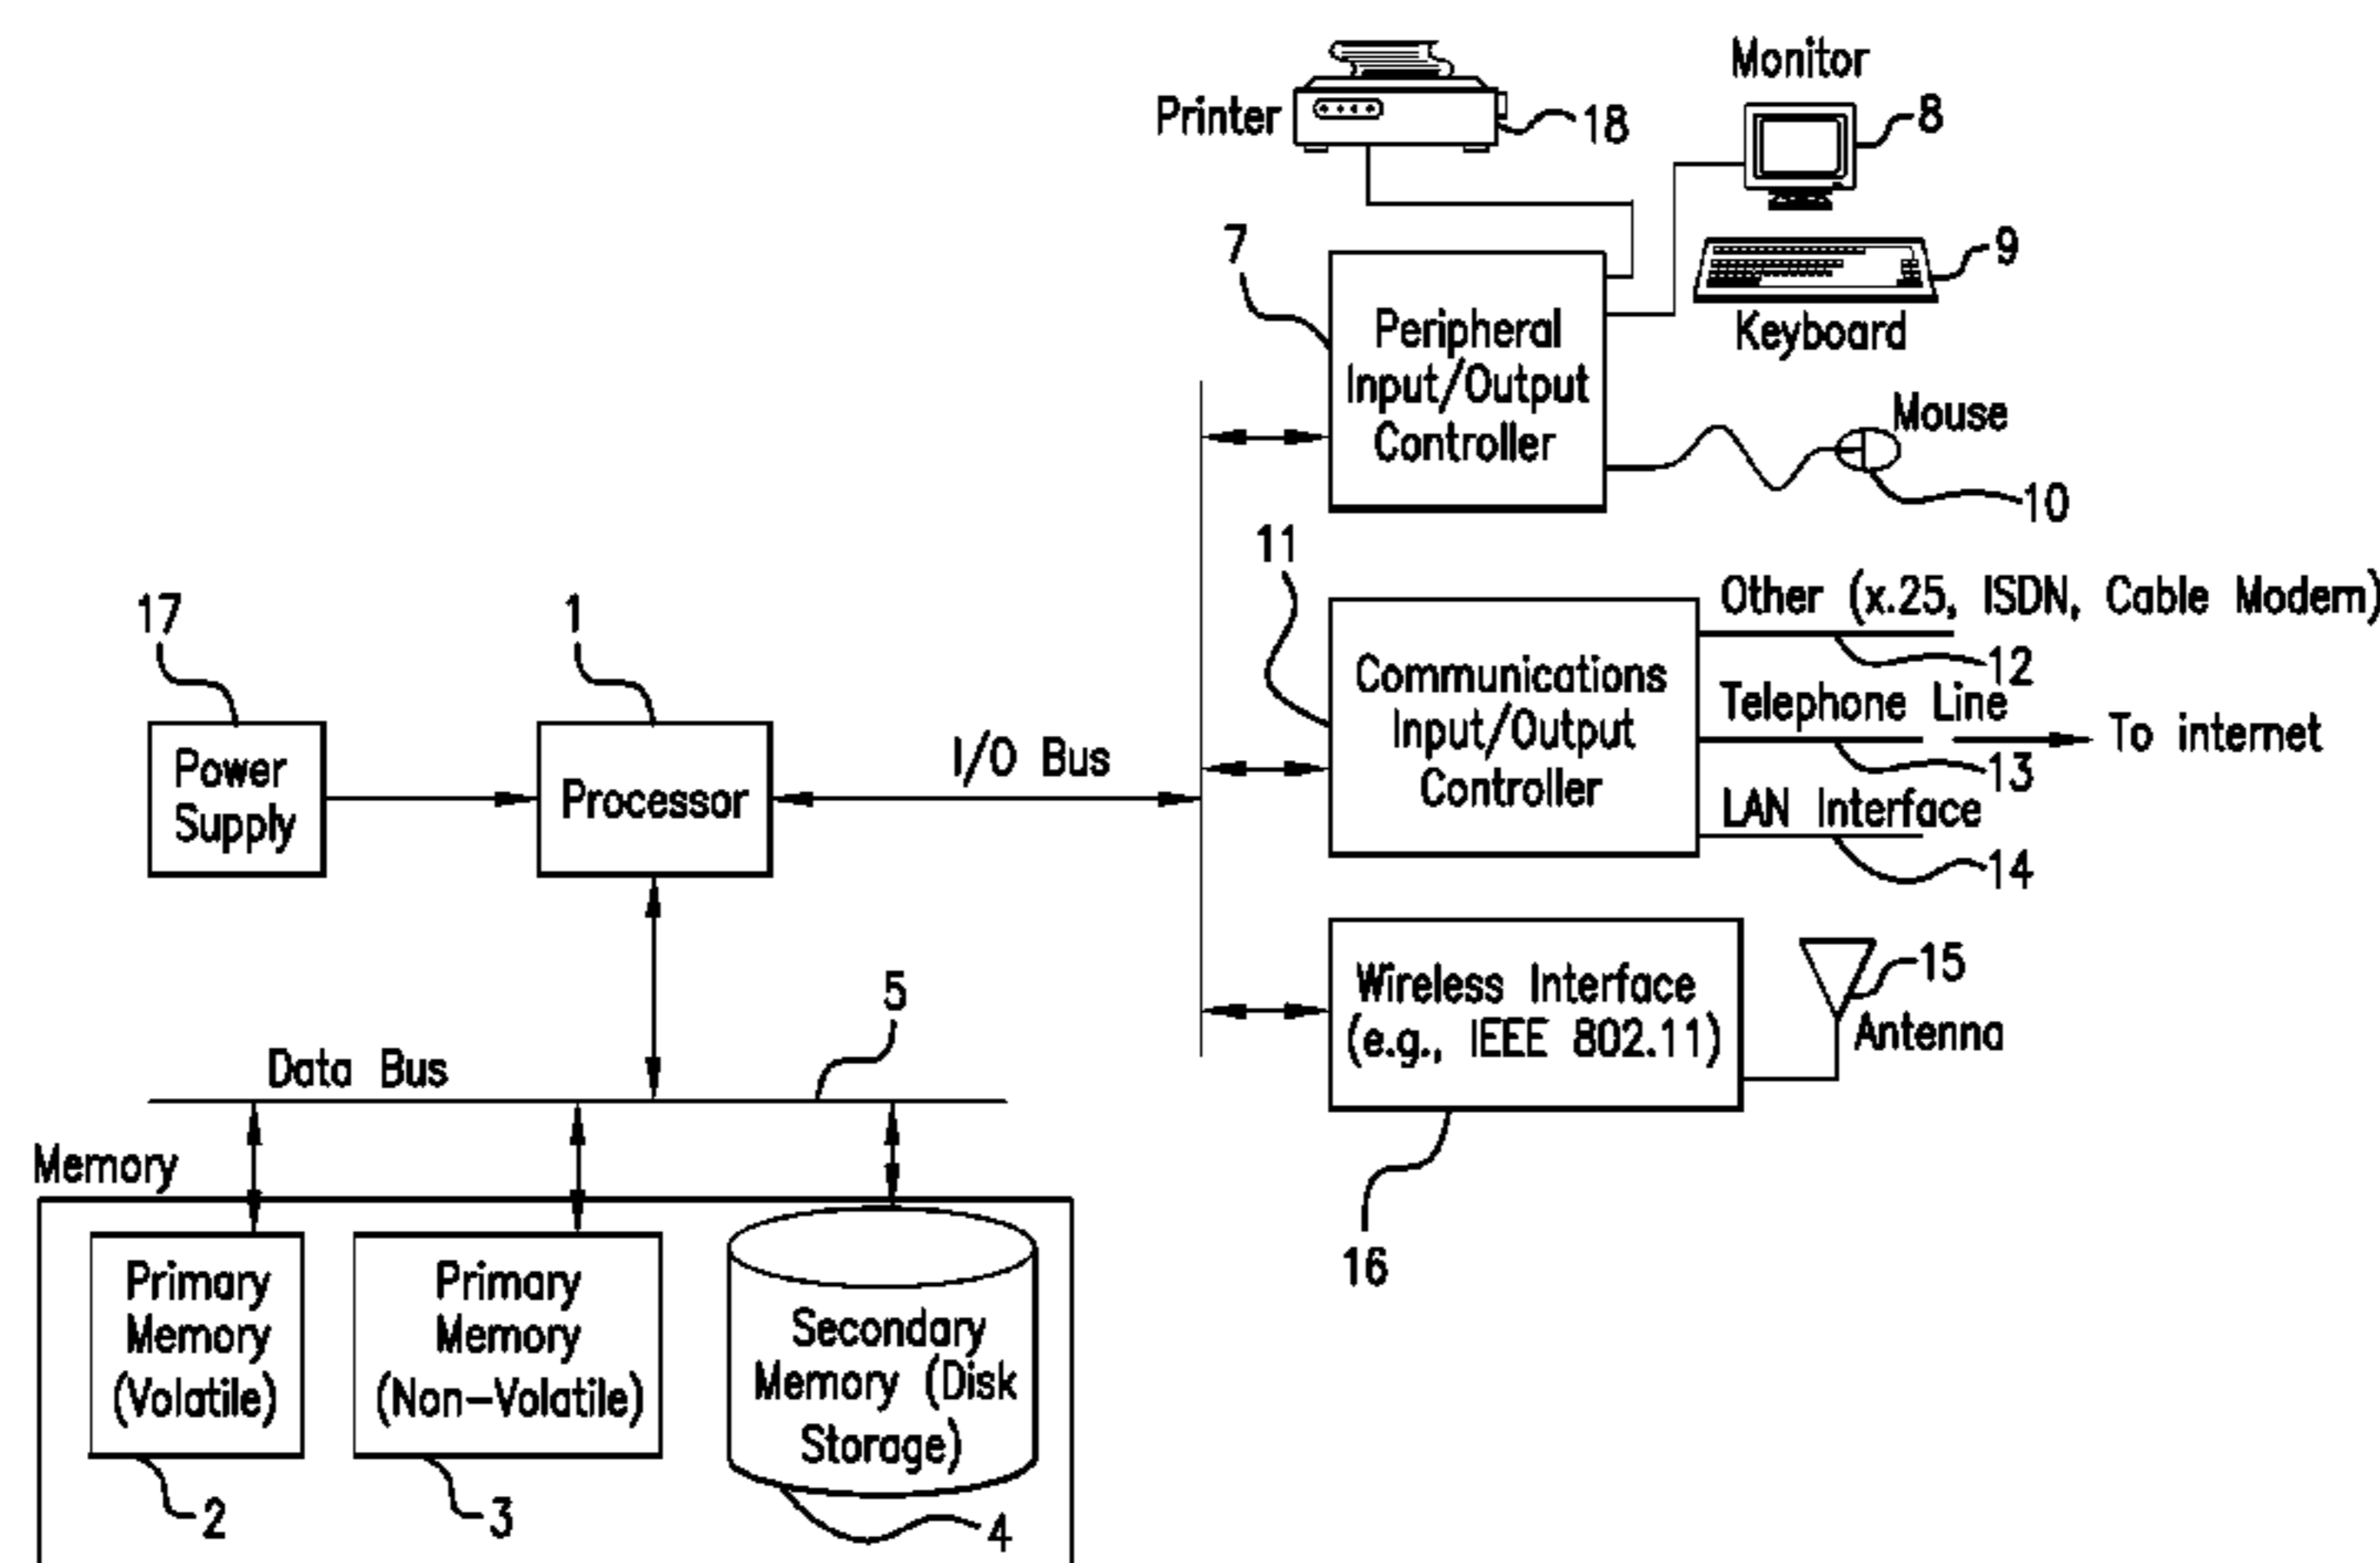 Monitor
Printer
18
8
7
9
Peripheral
Input/Output
Controller
Keyboard
Mouse
10
11
Other (x.25, ISDN, Cable Modem)
12
17
1
Communications
Input/Output
Controller
Telephone Line
To internet
13
LAN Interface
14
Power
Supply
Processor
I/O Bus
Wireless Interface
(e.g., IEEE 802.11)
15
Antenna
16
5
Data Bus
Memory
Primary
Memory
(Volatile)
Primary
Memory
(Non-Volatile)
Secondary
Memory (Disk
Storage)
2
3
4